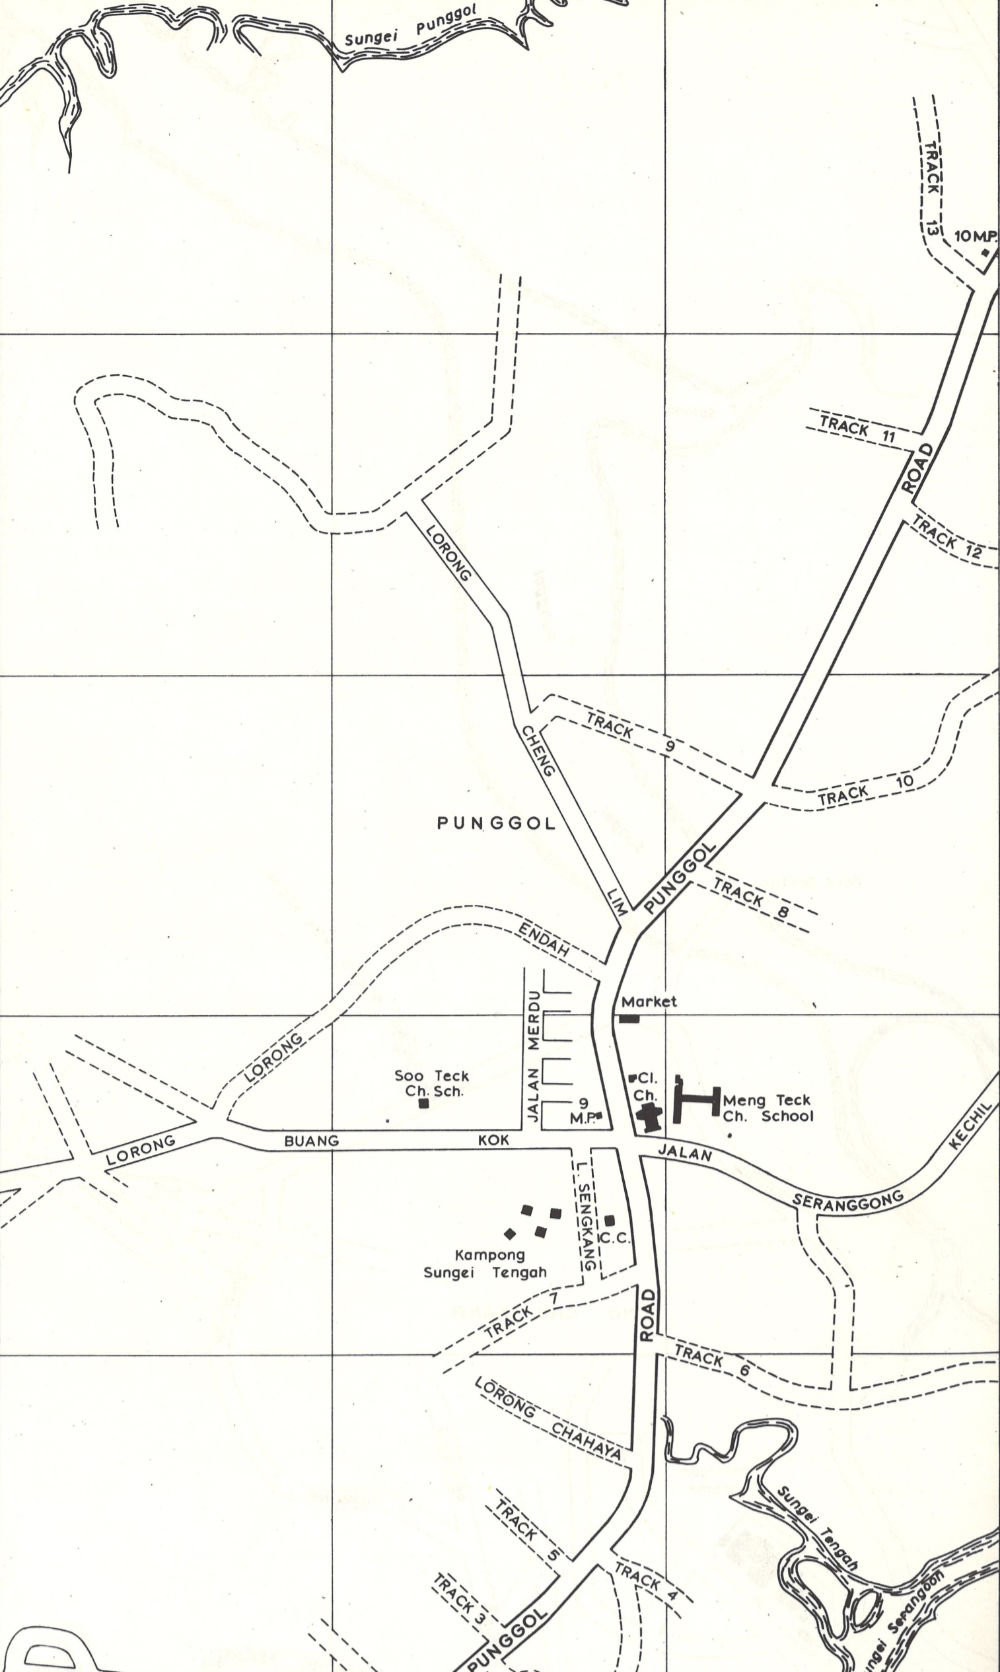 Sungei Punggol
TRACK 13
10 M.P.
TRACK 11
ROAD
TRACK 12
LORONG
CHENG
LIM
TRACK 9
TRACK 10
PUNGGOL
PUNGGOL
TRACK 8
ENDAH
LORONG
Market
JALAN MERDU
Soo Teck
Ch. Sch.
Cl.
Ch.
9
M.P.
Meng Teck
Ch. School
LORONG
BUANG
KOK
JALAN
SERANGGONG
KECHIL
L. SENGKANG
C.C.
Kampong
Sungei Tengah
TRACK 7
ROAD
TRACK 6
LORONG CHAHAYA
Sungei Tengah
TRACK 5
TRACK 4
TRACK 3
PUNGGOL
Serangoon